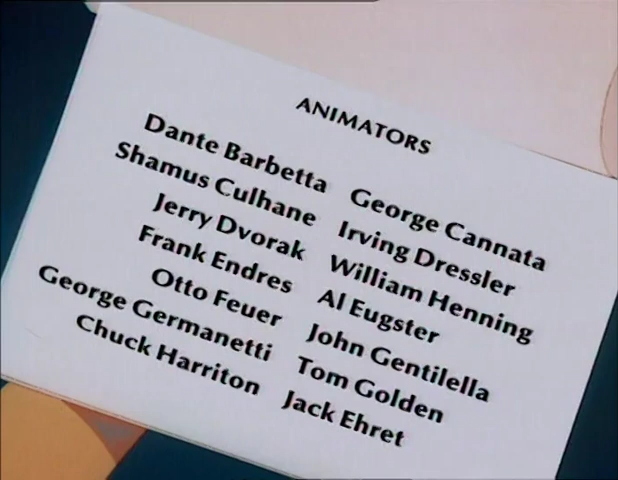 ANIMATORS
Dante Barbetta George Cannata
Shamus Culhane Irving Dressler
Jerry Dvorak William Henning
Frank Endres Al Eugster
Otto Feuer John Gentilella
George Germanetti Tom Golden
Chuck Harriton Jack Ehret